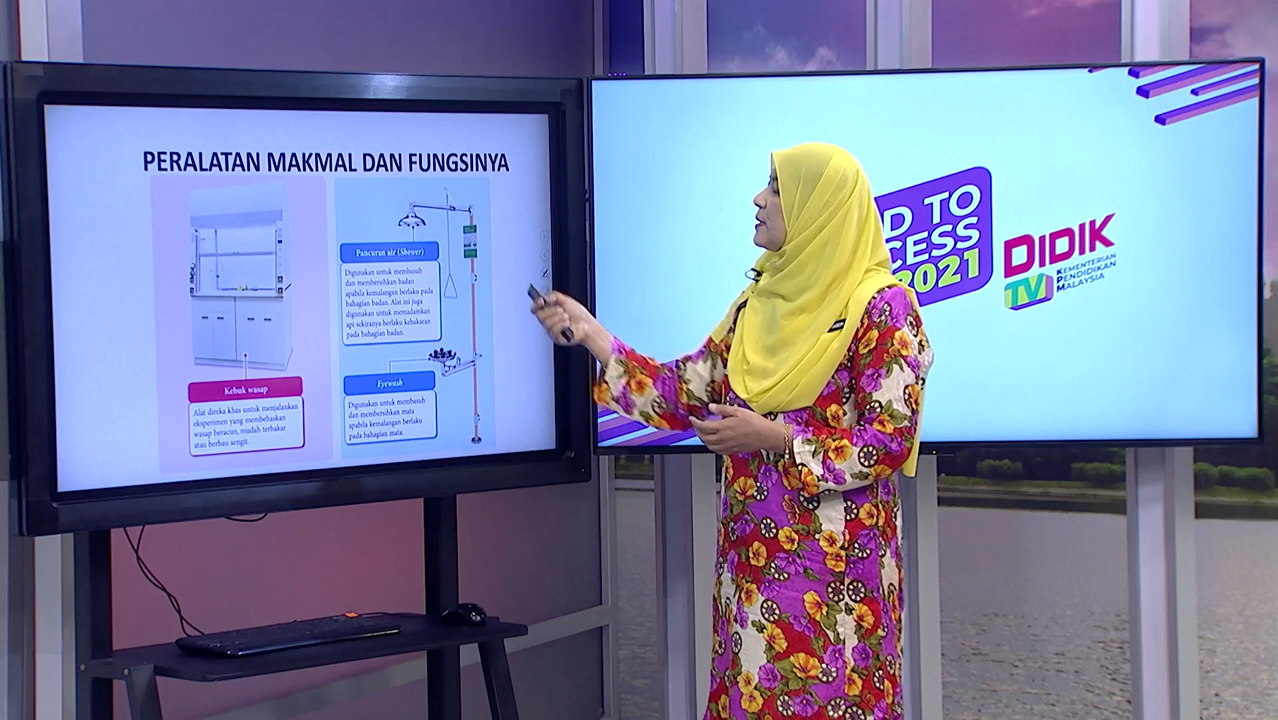 PERALATAN MAKMAL DAN FUNGSINYA
Kebuk wasap
Alat direka khas untuk menjalankan
eksperimen yang membebaskan
wasap beracun, mudah terbakar
atau berbau sengit.
Pancuran air (Shower)
Digunakan untuk membasuh
dan membersihkan badan
apabila kemalangan berlaku pada
bahagian badan. Alat ini juga
digunakan untuk memadamkan
api sekiranya berlaku kebakaran
pada bahagian badan.
Eyewash
Digunakan untuk membasuh
dan membersihkan mata
apabila kemalangan berlaku
pada bahagian mata.
D TO
CESS
2021
DIDIK
TV
KEMENTERIAN
PENDIDIKAN
MALAYSIA